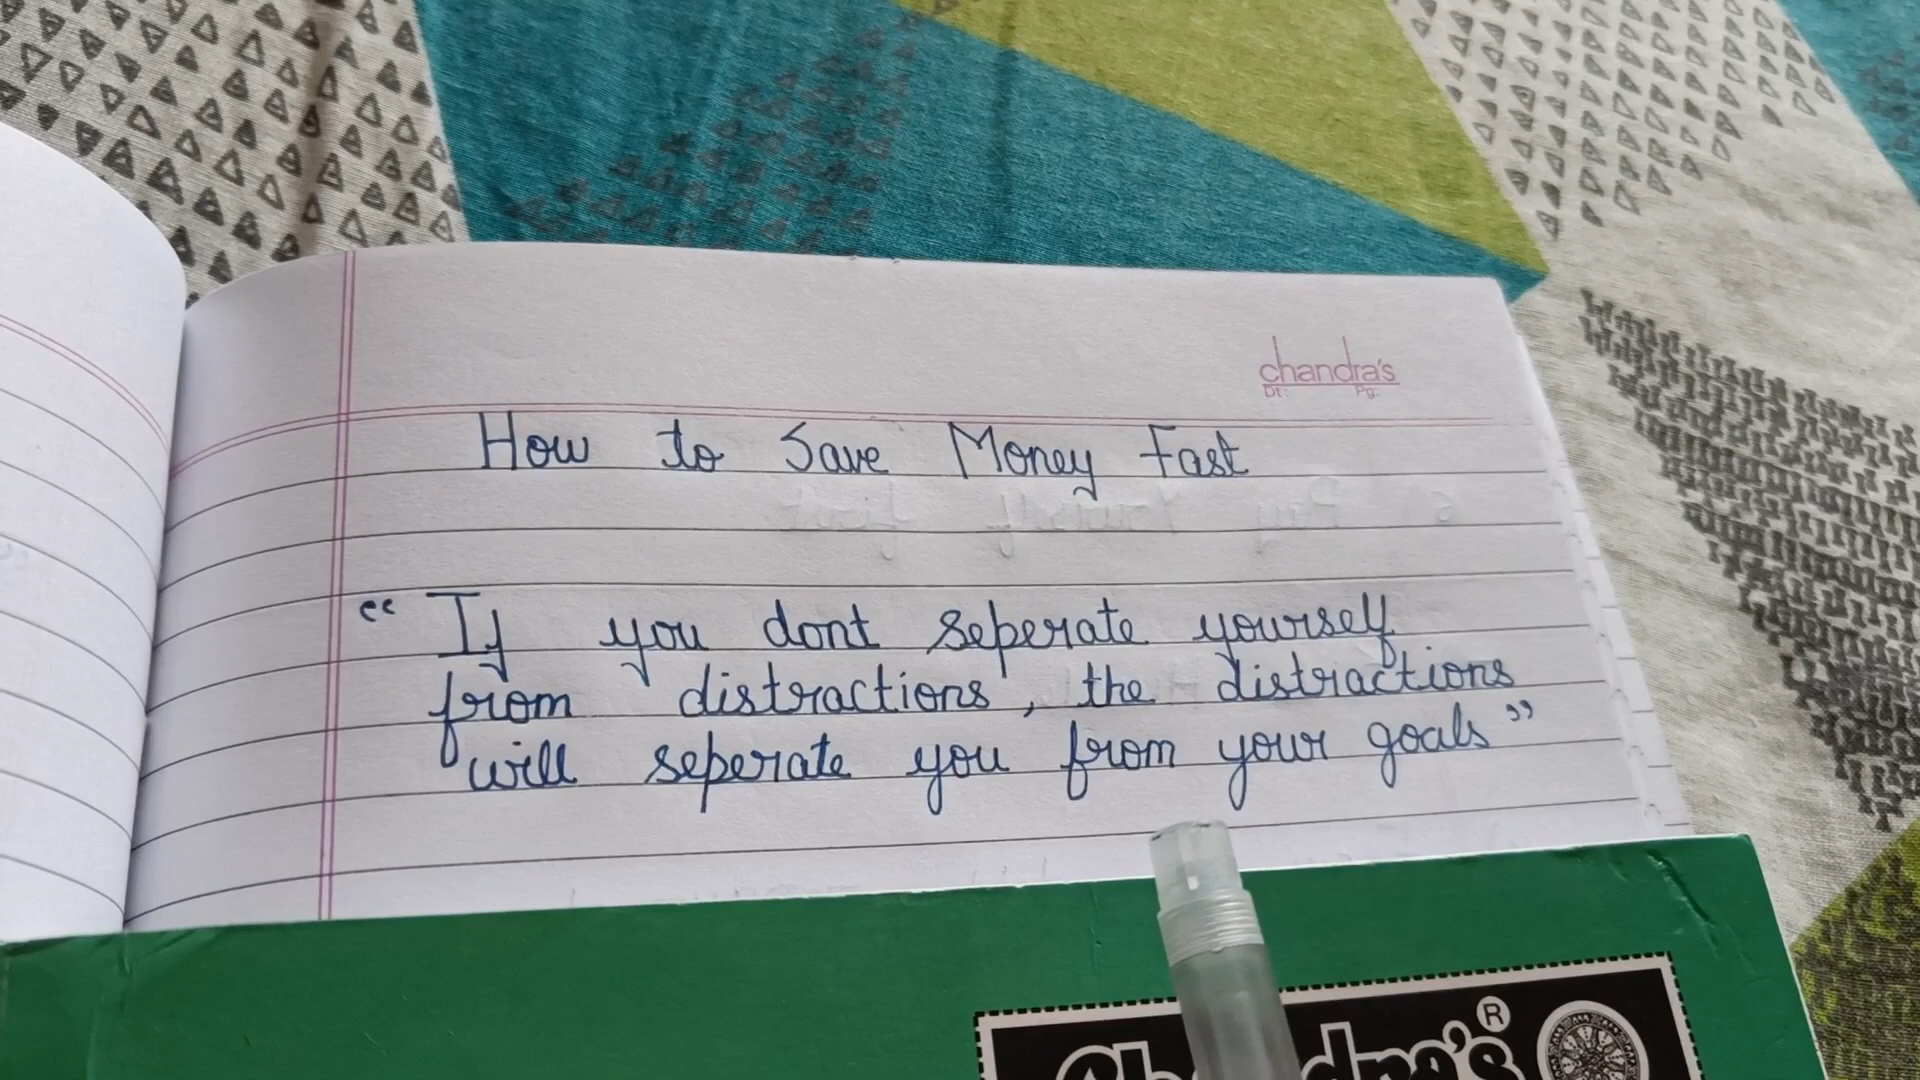 chandra's
Dt: Pg:
How to Save Money Fast
“ If you dont seperate yourself
from distractions, the distractions
will seperate you from your goals ”
Chandra's ®